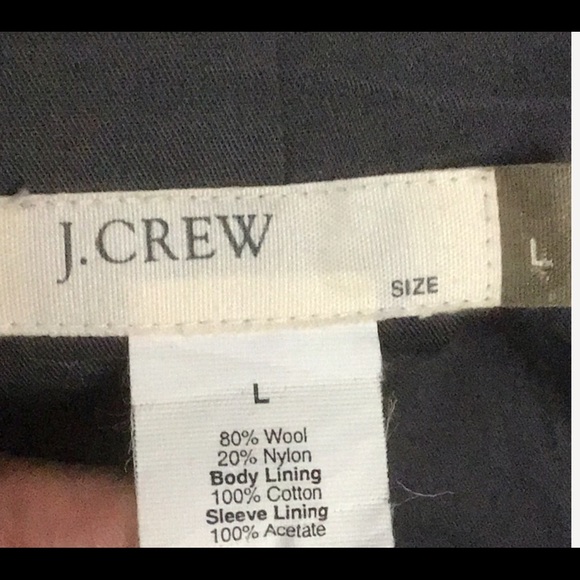 J.CREW
SIZE L
L
80% Wool
20% Nylon
Body Lining
100% Cotton
Sleeve Lining
100% Acetate